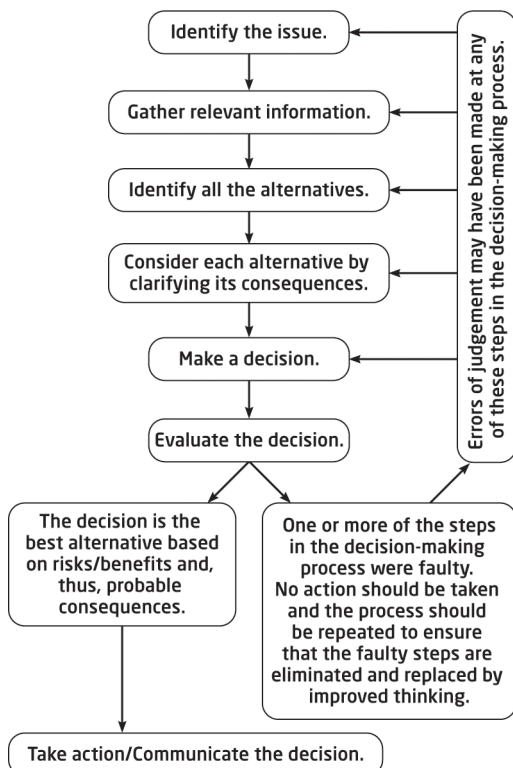 Identify the issue.
Gather relevant information.
Identify all the alternatives.
Consider each alternative by
clarifying its consequences.
Make a decision.
Evaluate the decision.
Errors of judgement may have been made at any
of these steps in the decision-making process.
The decision is the
best alternative based
on risks/benefits and,
thus, probable
consequences.
One or more of the steps
in the decision-making
process were faulty.
No action should be taken
and the process should
be repeated to ensure
that the faulty steps are
eliminated and replaced by
improved thinking.
Take action/Communicate the decision.